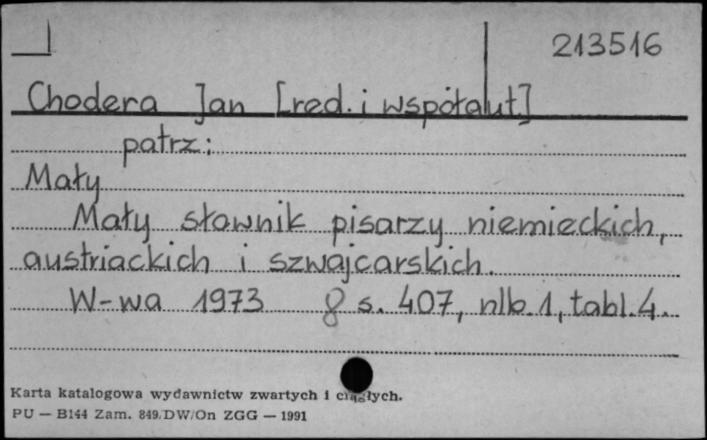 213516
Chodera Jan [red. i współaut]
patrz:
Mały
Mały słownik pisarzy niemieckich,
austriackich i szwajcarskich.
W-wa 1973 8 s. 407, nlb. 1, tabl. 4.
Karta katalogowa wydawnictw zwartych i ciągłych.
PU — B144 Zam. 849/DW/On ZGG — 1991